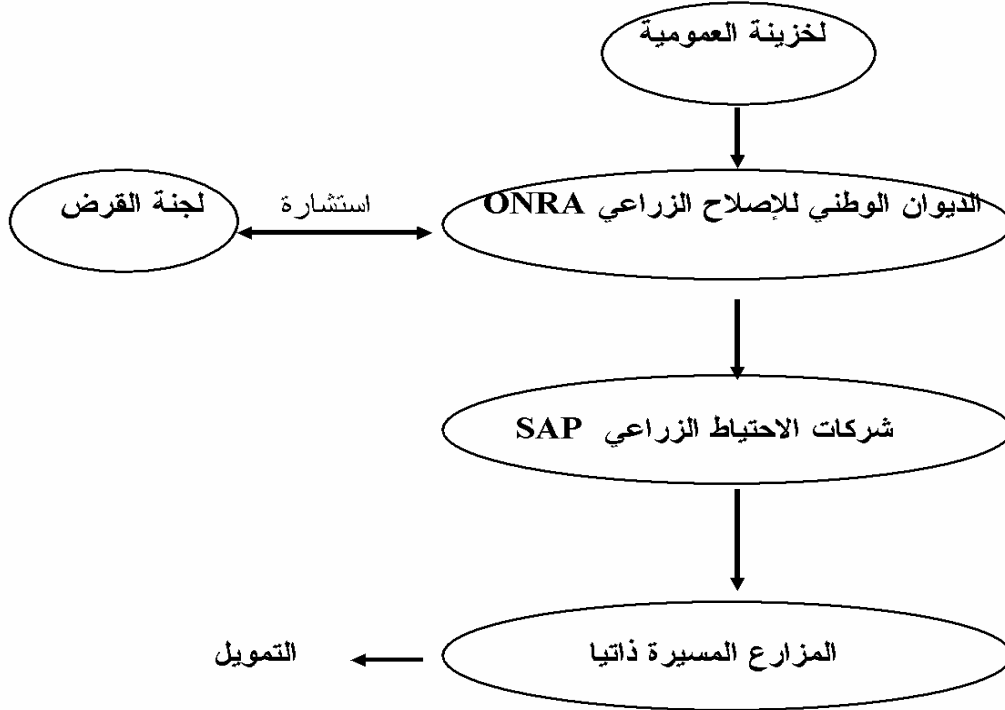 لخزينة العمومية
الديوان الوطني للإصلاح الزراعي ONRA
استشارة
لجنة القرض
شركات الاحتياط الزراعي SAP
المزارع المسيرة ذاتيا
التمويل